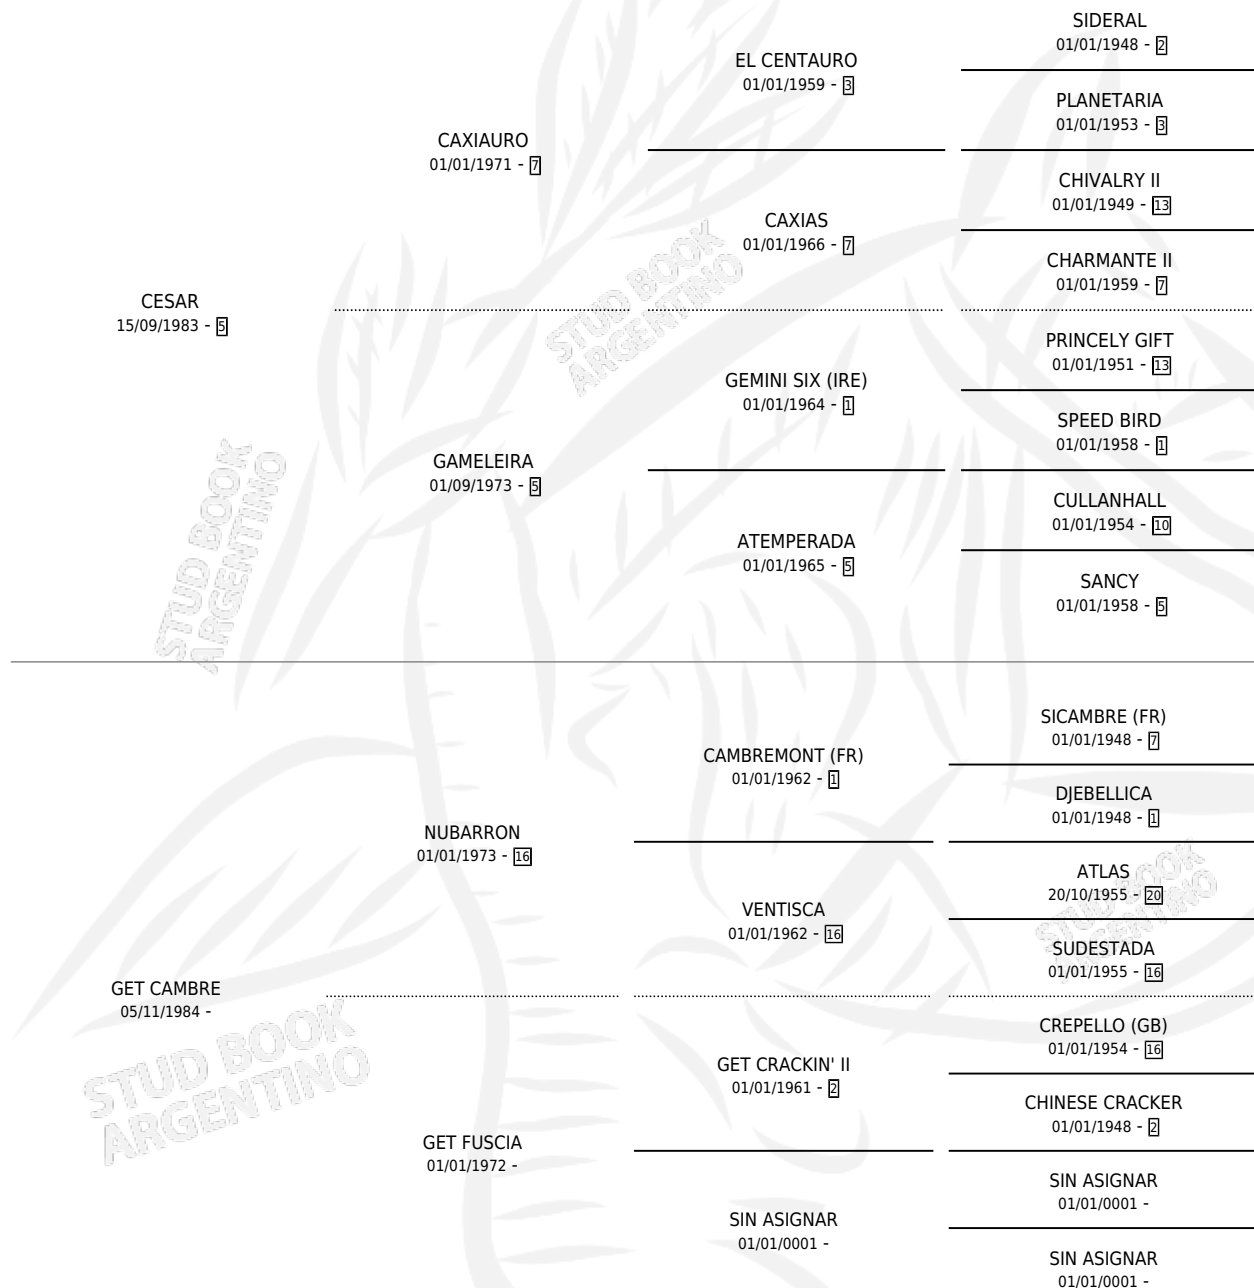 SIDERAL
01/01/1948 - 2
EL CENTAURO
01/01/1959 - 3
PLANETARIA
01/01/1953 - 3
CAXIAURO
01/01/1971 - 7
CHIVALRY II
01/01/1949 - 13
CAXIAS
01/01/1966 - 7
CHARMANTE II
01/01/1959 - 7
CESAR
15/09/1983 - 5
PRINCELY GIFT
01/01/1951 - 13
GEMINI SIX (IRE)
01/01/1964 - 1
SPEED BIRD
01/01/1958 - 1
GAMELEIRA
01/09/1973 - 5
CULLANHALL
01/01/1954 - 10
ATEMPERADA
01/01/1965 - 5
SANCY
01/01/1958 - 5
STUD BOOK
ARGENTINO
STUD BOOK
ARGENTINO
SICAMBRE (FR)
01/01/1948 - 7
CAMBREMONT (FR)
01/01/1962 - 1
DJEBELLICA
01/01/1948 - 1
NUBARRON
01/01/1973 - 16
ATLAS
20/10/1955 - 20
VENTISCA
01/01/1962 - 16
SUDESTADA
01/01/1955 - 16
GET CAMBRE
05/11/1984 -
CREPELLO (GB)
01/01/1954 - 16
GET CRACKIN' II
01/01/1961 - 2
CHINESE CRACKER
01/01/1948 - 2
GET FUSCIA
01/01/1972 -
SIN ASIGNAR
01/01/0001 -
SIN ASIGNAR
01/01/0001 -
SIN ASIGNAR
01/01/0001 -
STUD BOOK
ARGENTINO
STUD BOOK
ARGENTINO